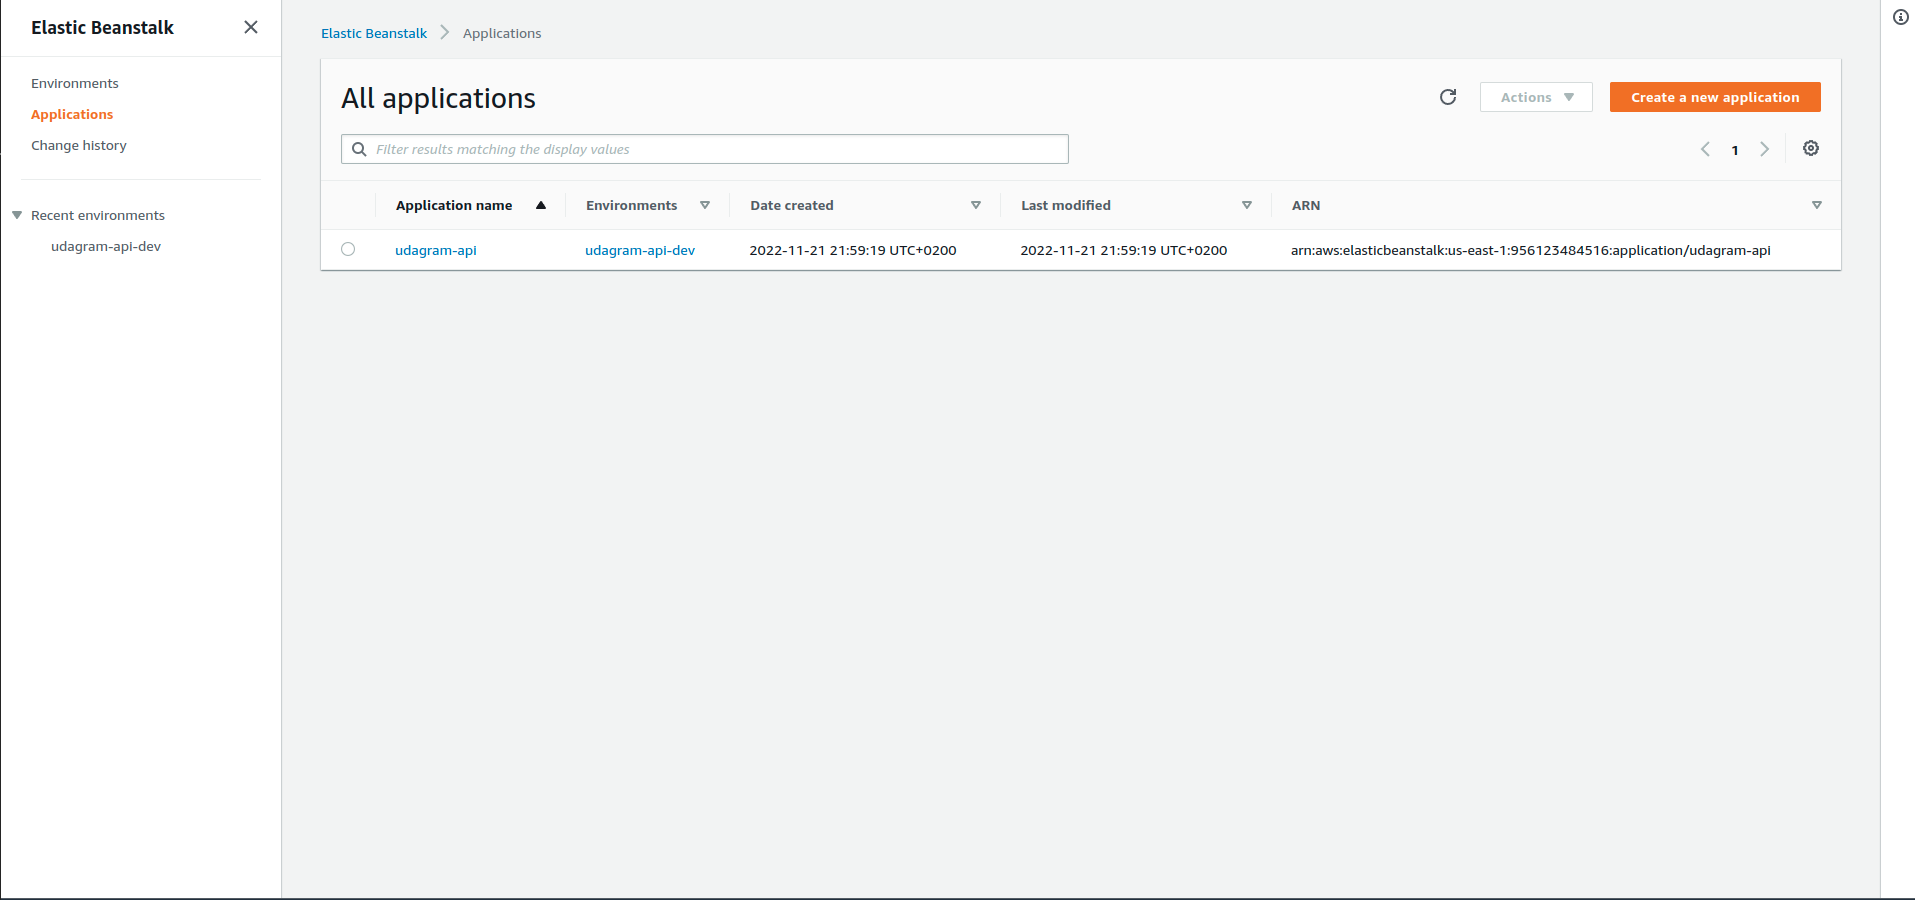 Elastic Beanstalk
Environments
Applications
Change history
Recent environments
udagram-api-dev
Elastic Beanstalk Applications
All applications
Actions
Create a new application
Filter results matching the display values
1
Application name Environments Date created Last modified ARN
udagram-api udagram-api-dev 2022-11-21 21:59:19 UTC+0200 2022-11-21 21:59:19 UTC+0200 arn:aws:elasticbeanstalk:us-east-1:956123484516:application/udagram-api